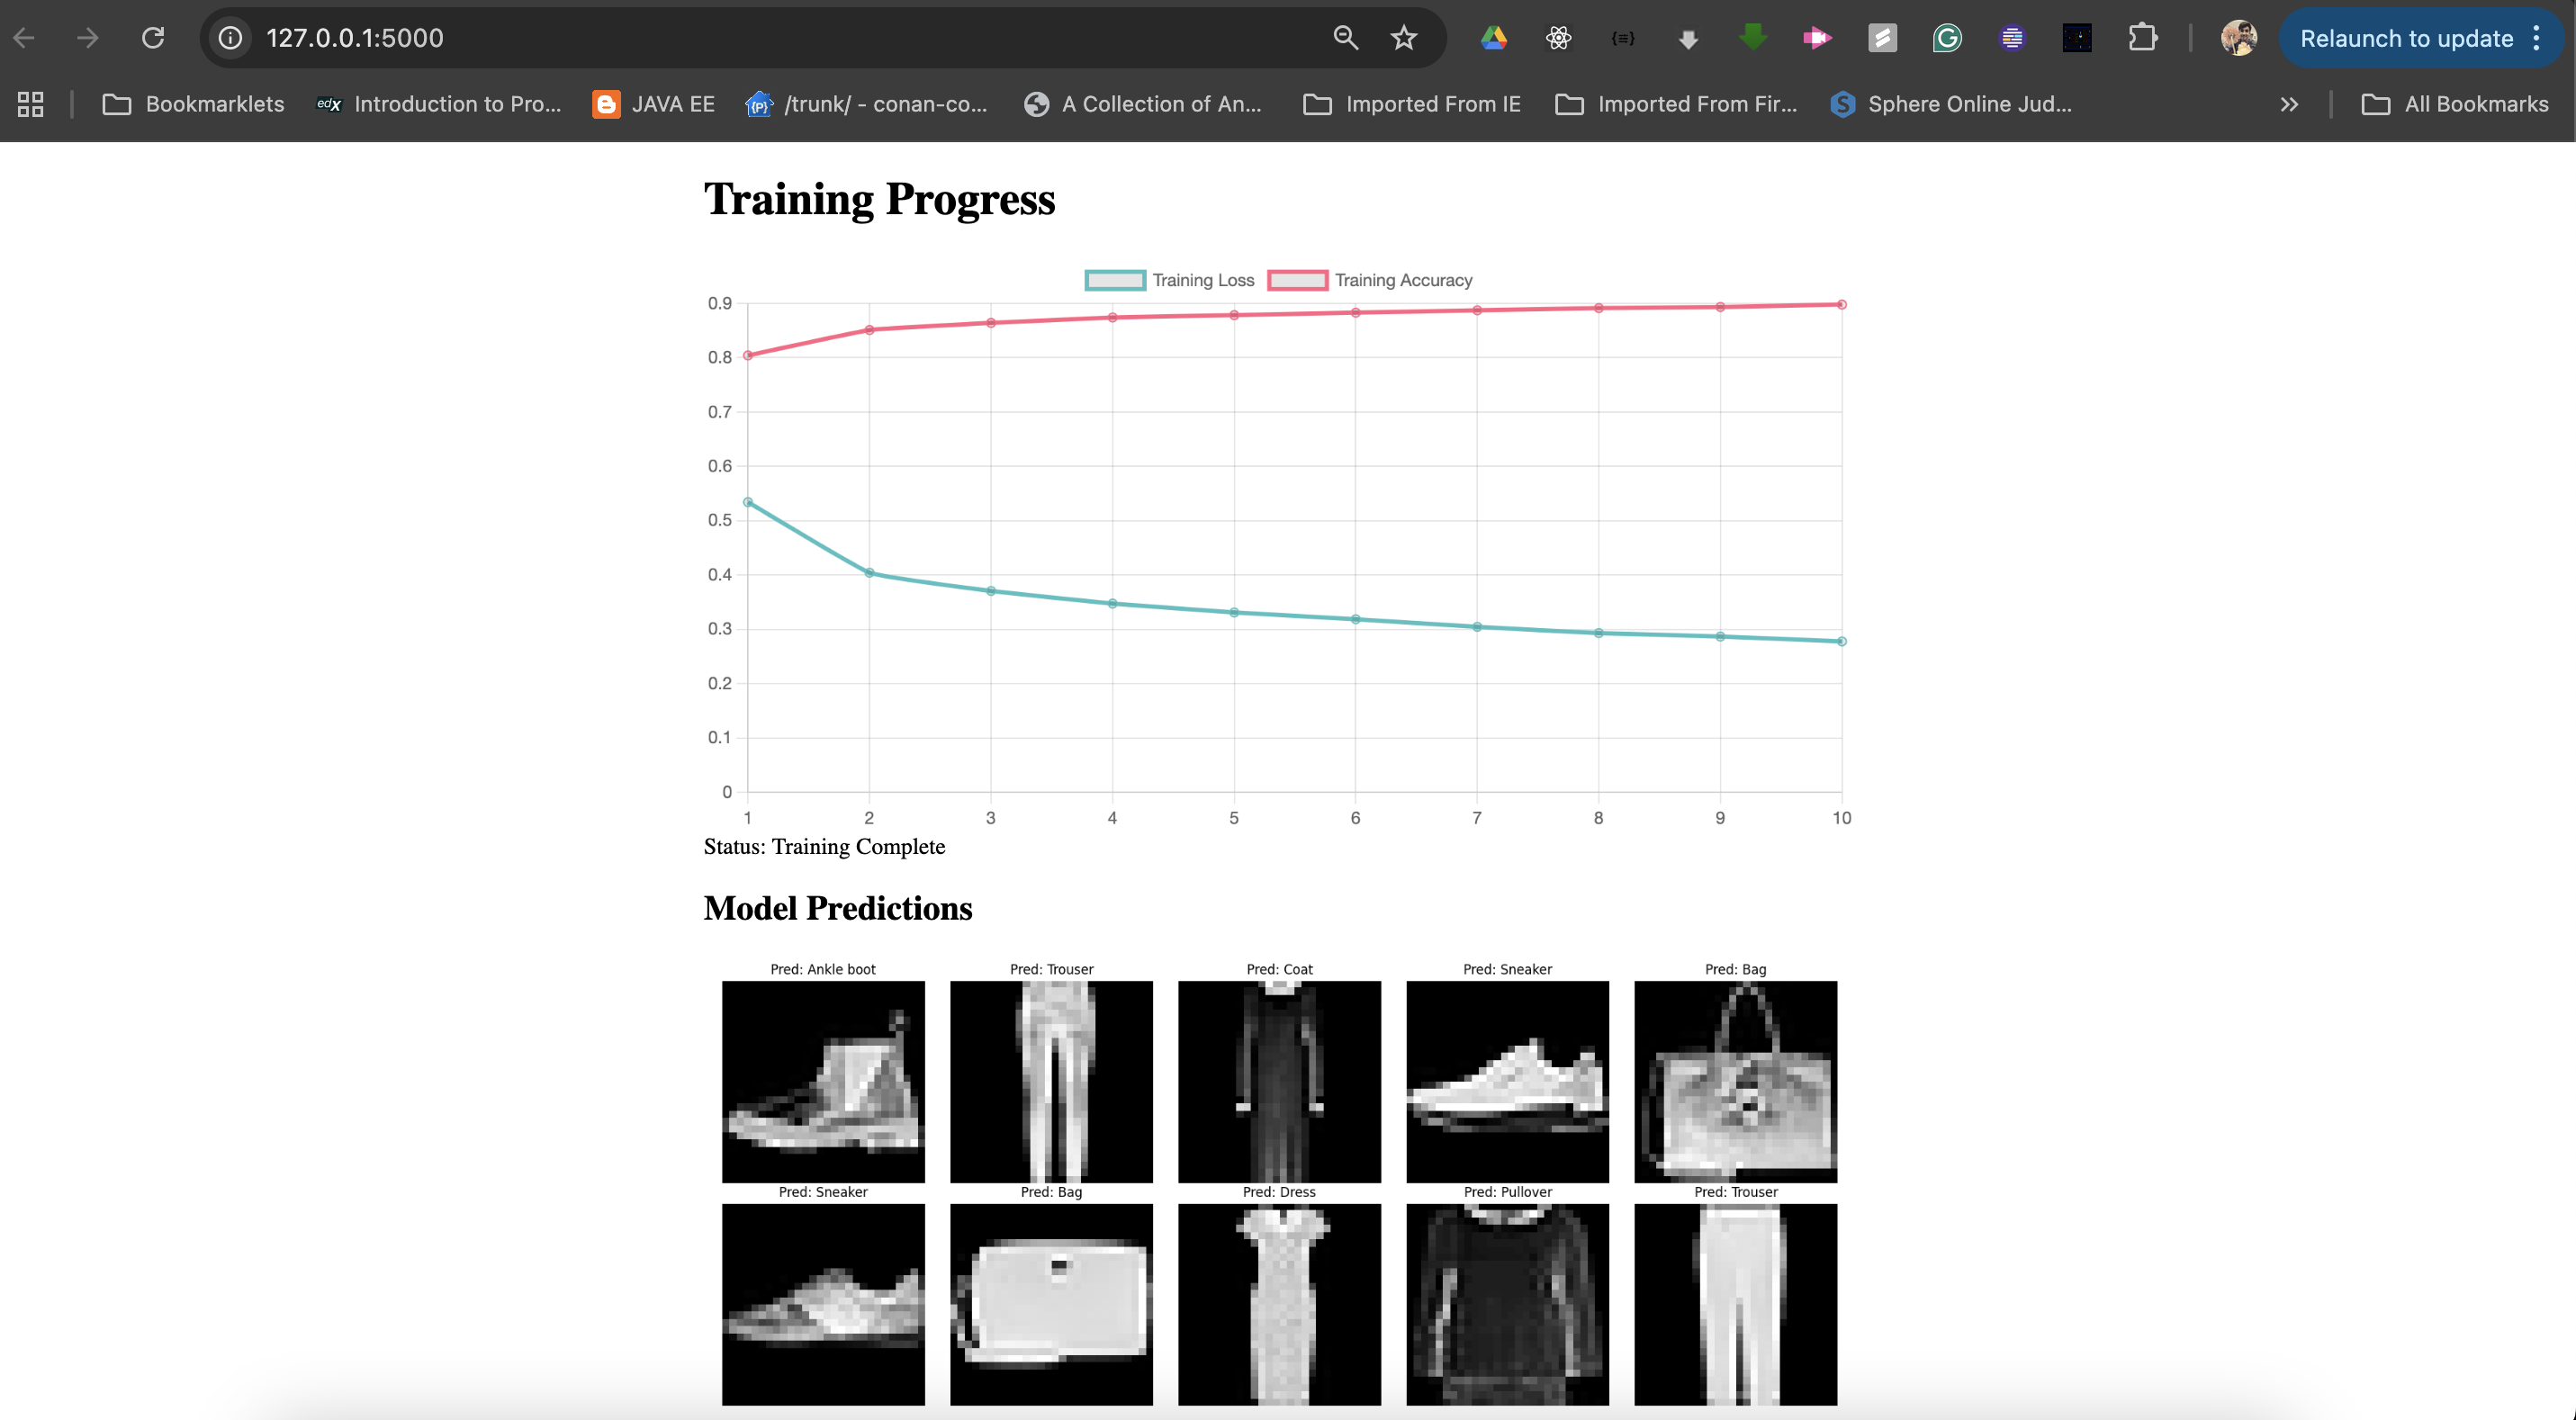 127.0.0.1:5000
Relaunch to update
Bookmarklets
edX Introduction to Pro...
JAVA EE
{P} /trunk/ - conan-co...
A Collection of An...
Imported From IE
Imported From Fir...
S Sphere Online Jud...
All Bookmarks
Training Progress
Training Loss Training Accuracy
0.9
0.8
0.7
0.6
0.5
0.4
0.3
0.2
0.1
0
1 2 3 4 5 6 7 8 9 10
Status: Training Complete
Model Predictions
Pred: Ankle boot
Pred: Trouser
Pred: Coat
Pred: Sneaker
Pred: Bag
Pred: Sneaker
Pred: Bag
Pred: Dress
Pred: Pullover
Pred: Trouser